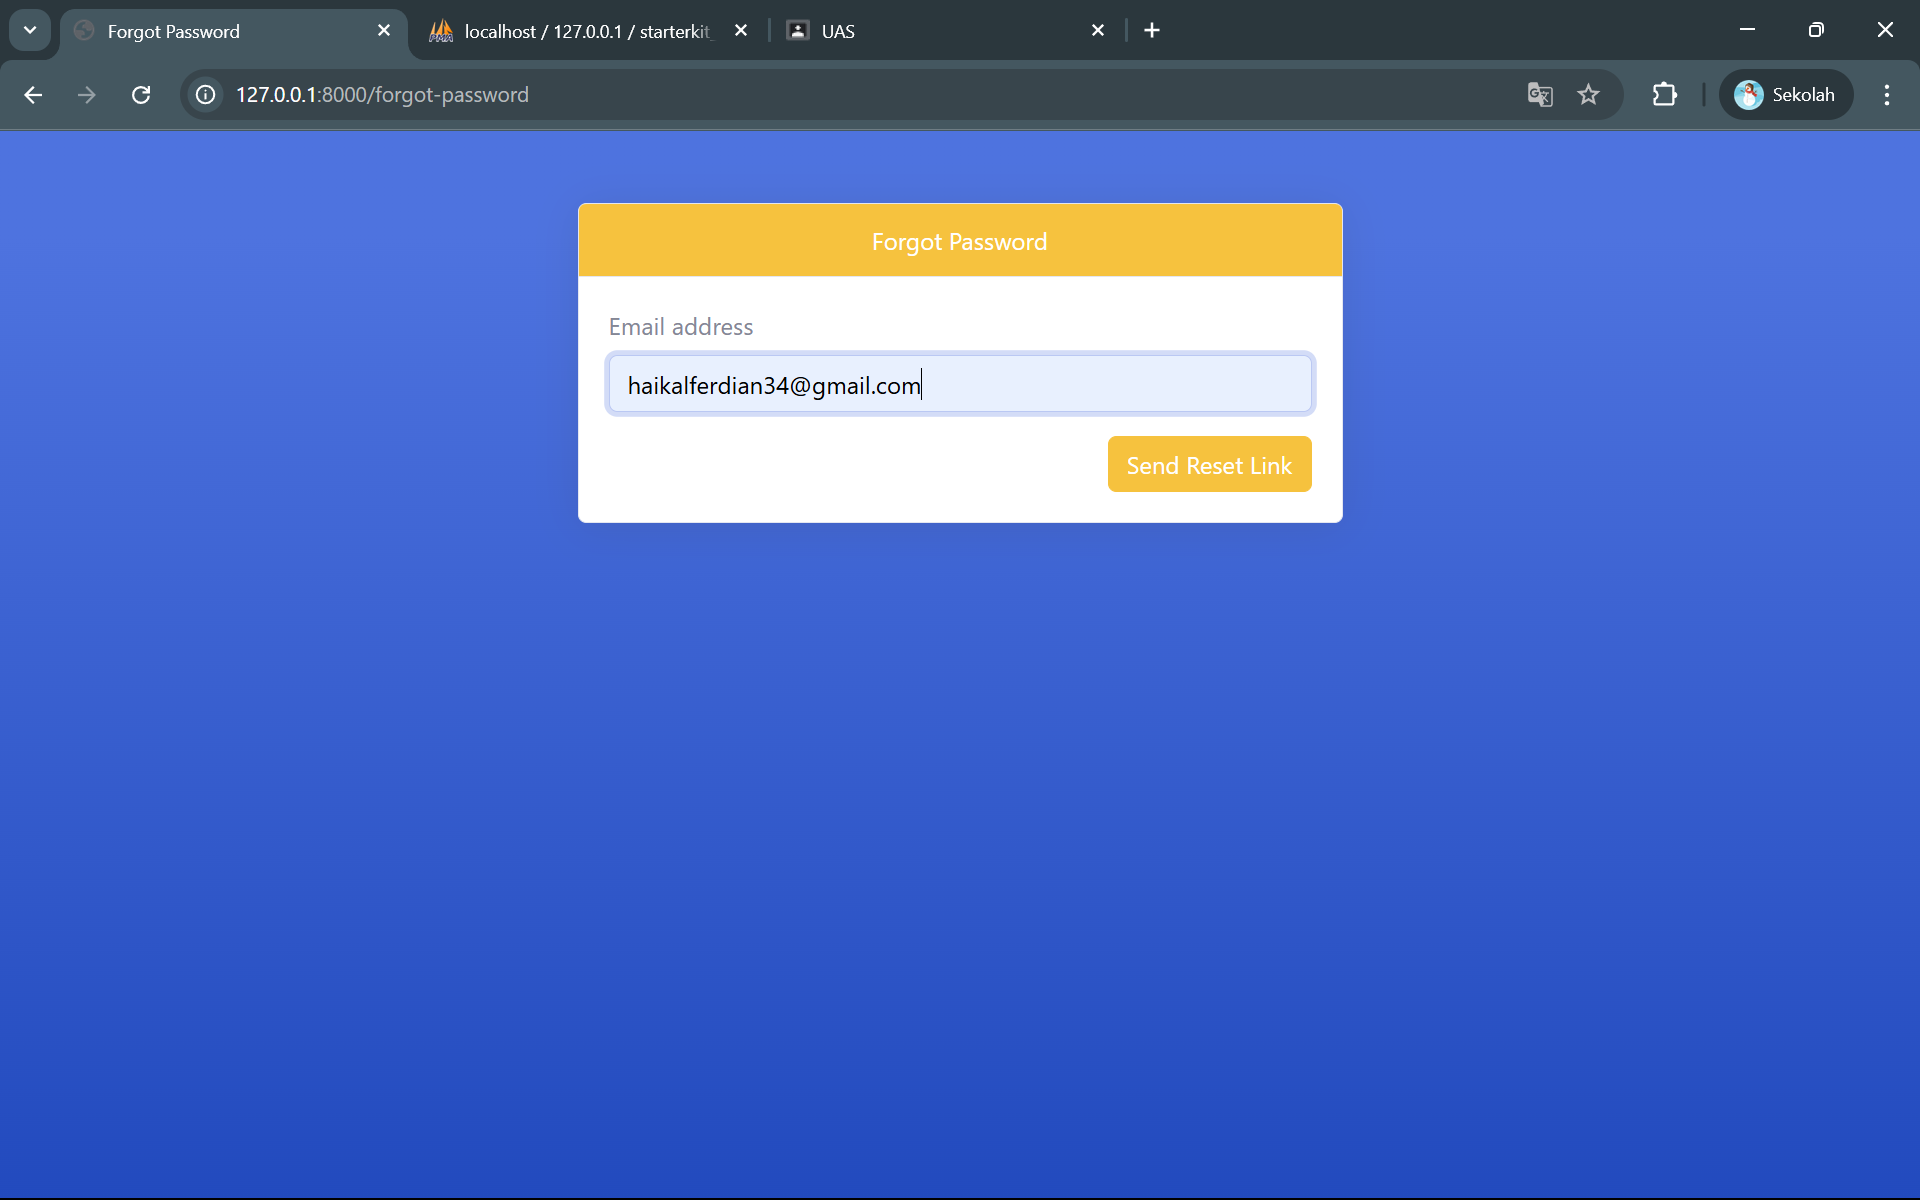 Forgot Password
localhost / 127.0.0.1 / starterkit_
UAS
127.0.0.1:8000/forgot-password
Sekolah
Forgot Password
Email address
haikalferdian34@gmail.com
Send Reset Link